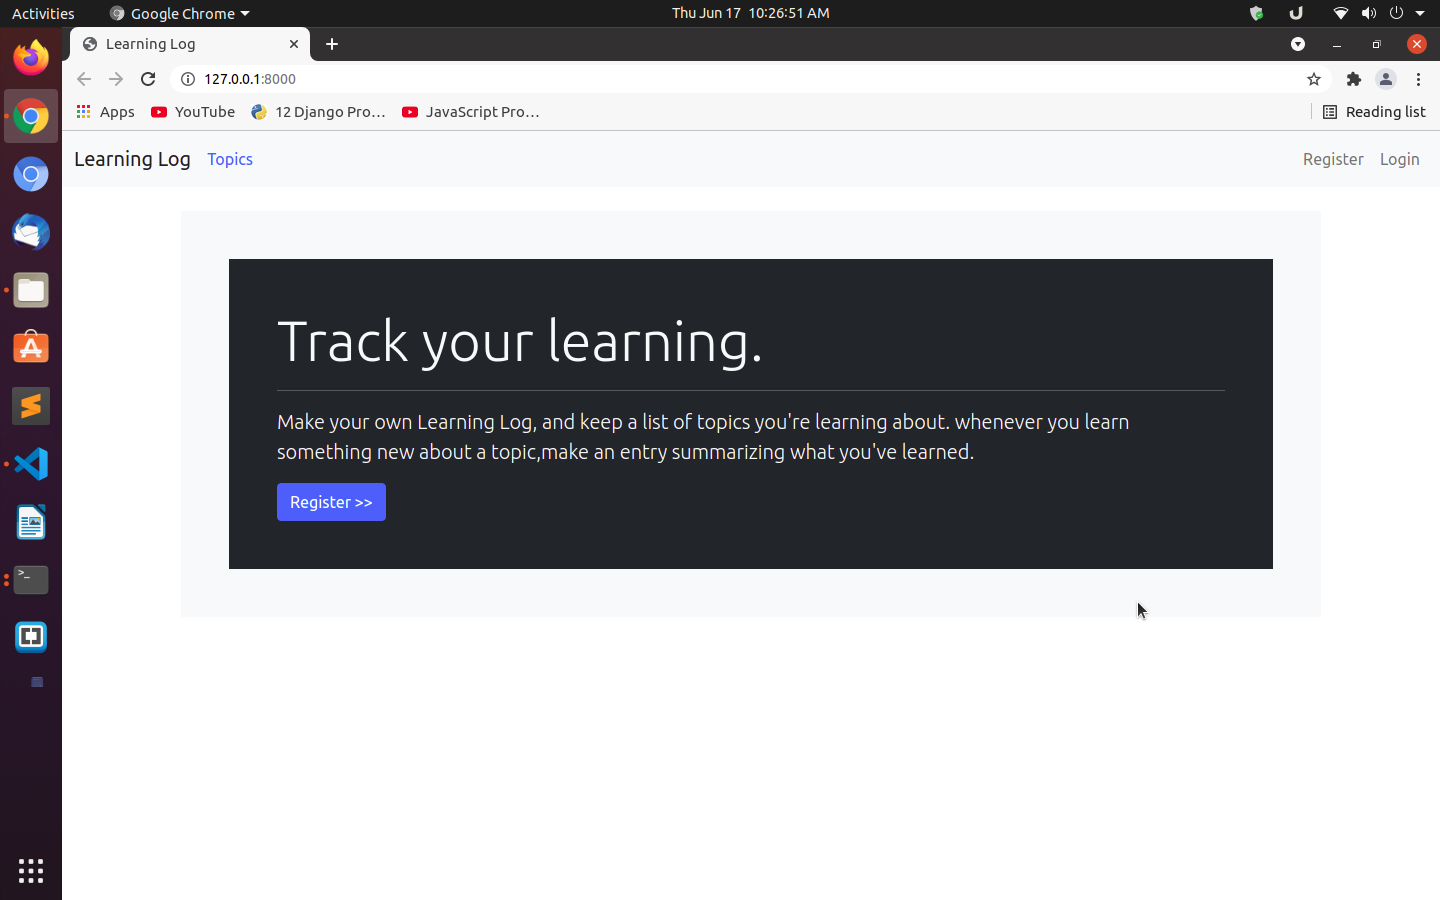 Activities Google Chrome Thu Jun 17 10:26:51 AM
Learning Log
127.0.0.1:8000
Apps YouTube 12 Django Pro... JavaScript Pro... Reading list
Learning Log Topics Register Login
Track your learning.
Make your own Learning Log, and keep a list of topics you're learning about. whenever you learn
something new about a topic,make an entry summarizing what you've learned.
Register >>